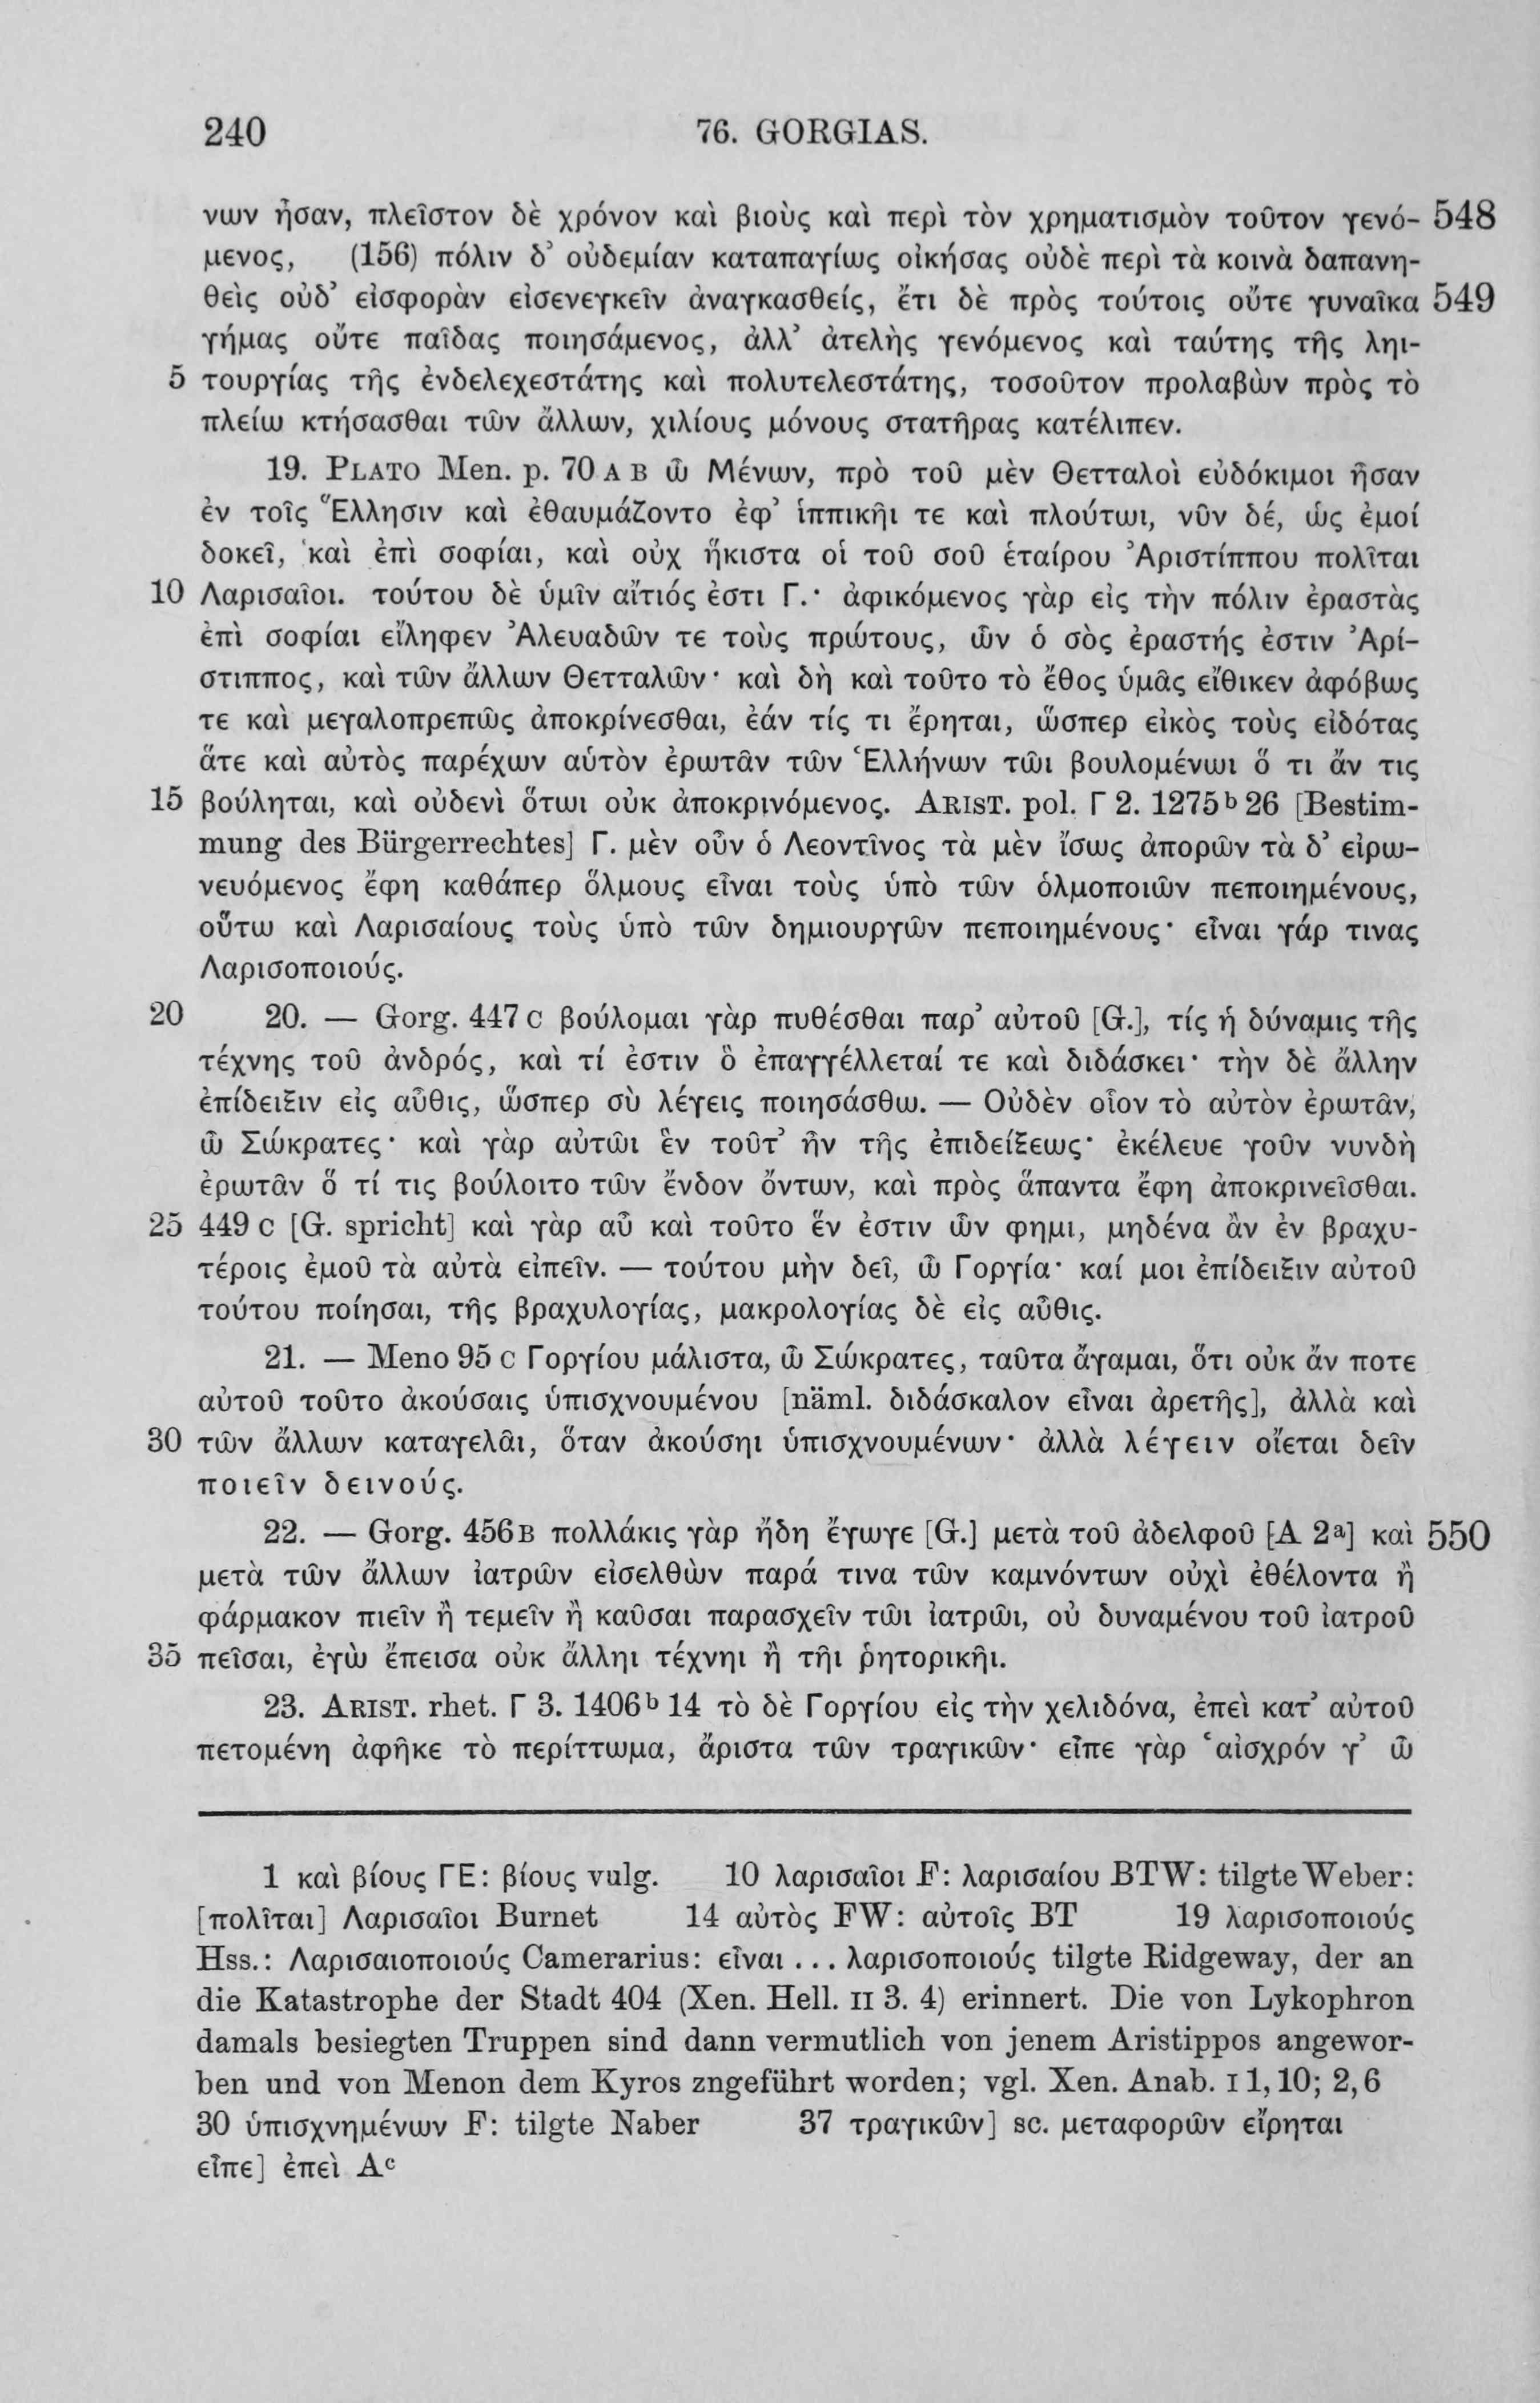 240 76. GORGIAS.
νων ἦσαν, πλεῖστον δὲ χρόνον καὶ βιοὺς καὶ περὶ τὸν χρηματισμὸν τοῦτον γενό- 548
μενος, (156) πόλιν δ’ οὐδεμίαν καταπαγίως οἰκήσας οὐδὲ περὶ τὰ κοινὰ δαπανη-
θεὶς οὐδ’ εἰσφορὰν εἰσενεγκεῖν ἀναγκασθείς, ἔτι δὲ πρὸς τούτοις οὔτε γυναῖκα 549
γήμας οὔτε παῖδας ποιησάμενος, ἀλλ’ ἀτελὴς γενόμενος καὶ ταύτης τῆς ληι-
5 τουργίας τῆς ἐνδελεχεστάτης καὶ πολυτελεστάτης, τοσοῦτον προλαβὼν πρὸς τὸ
πλείω κτήσασθαι τῶν ἄλλων, χιλίους μόνους στατῆρας κατέλιπεν.
19. PLATO Men. p. 70 A B ὦ Μένων, πρὸ τοῦ μὲν Θετταλοὶ εὐδόκιμοι ἦσαν
ἐν τοῖς Ἕλλησιν καὶ ἐθαυμάζοντο ἐφ’ ἱππικῆι τε καὶ πλούτωι, νῦν δέ, ὡς ἐμοί
δοκεῖ, καὶ ἐπὶ σοφίαι, καὶ οὐχ ἥκιστα οἱ τοῦ σοῦ ἑταίρου Ἀριστίππου πολῖται
10 Λαρισαῖοι. τούτου δὲ ὑμῖν αἴτιός ἐστι Γ.· ἀφικόμενος γὰρ εἰς τὴν πόλιν ἐραστὰς
ἐπὶ σοφίαι εἴληφεν Ἀλευαδῶν τε τοὺς πρώτους, ὧν ὁ σὸς ἐραστής ἐστιν Ἀρί-
στιππος, καὶ τῶν ἄλλων Θετταλῶν· καὶ δὴ καὶ τοῦτο τὸ ἔθος ὑμᾶς εἴθικεν ἀφόβως
τε καὶ μεγαλοπρεπῶς ἀποκρίνεσθαι, ἐάν τίς τι ἔρηται, ὥσπερ εἰκὸς τοὺς εἰδότας
ἅτε καὶ αὐτὸς παρέχων αὑτὸν ἐρωτᾶν τῶν Ἑλλήνων τῶι βουλομένωι ὅ τι ἄν τις
15 βούληται, καὶ οὐδενὶ ὅτωι οὐκ ἀποκρινόμενος. ARIST. pol. Γ 2. 1275ᵇ 26 [Bestim-
mung des Bürgerrechtes] Γ. μὲν οὖν ὁ Λεοντῖνος τὰ μὲν ἴσως ἀπορῶν τὰ δ’ εἰρω-
νευόμενος ἔφη καθάπερ ὅλμους εἶναι τοὺς ὑπὸ τῶν ὁλμοποιῶν πεποιημένους,
οὕτω καὶ Λαρισαίους τοὺς ὑπὸ τῶν δημιουργῶν πεποιημένους· εἶναι γάρ τινας
Λαρισοποιούς.
20 20. — Gorg. 447 C βούλομαι γὰρ πυθέσθαι παρ’ αὐτοῦ [G.], τίς ἡ δύναμις τῆς
τέχνης τοῦ ἀνδρός, καὶ τί ἐστιν ὃ ἐπαγγέλλεταί τε καὶ διδάσκει· τὴν δὲ ἄλλην
ἐπίδειξιν εἰς αὖθις, ὥσπερ σὺ λέγεις ποιησάσθω. — Οὐδὲν οἷον τὸ αὐτὸν ἐρωτᾶν,
ὦ Σώκρατες· καὶ γὰρ αὐτῶι ἓν τοῦτ’ ἦν τῆς ἐπιδείξεως· ἐκέλευε γοῦν νυνδὴ
ἐρωτᾶν ὅ τί τις βούλοιτο τῶν ἔνδον ὄντων, καὶ πρὸς ἅπαντα ἔφη ἀποκρινεῖσθαι.
25 449 C [G. spricht] καὶ γὰρ αὖ καὶ τοῦτο ἕν ἐστιν ὧν φημι, μηδένα ἂν ἐν βραχυ-
τέροις ἐμοῦ τὰ αὐτὰ εἰπεῖν. — τούτου μὴν δεῖ, ὦ Γοργία· καί μοι ἐπίδειξιν αὐτοῦ
τούτου ποίησαι, τῆς βραχυλογίας, μακρολογίας δὲ εἰς αὖθις.
21. — Meno 95 C Γοργίου μάλιστα, ὦ Σώκρατες, ταῦτα ἄγαμαι, ὅτι οὐκ ἄν ποτε
αὐτοῦ τοῦτο ἀκούσαις ὑπισχνουμένου [näml. διδάσκαλον εἶναι ἀρετῆς], ἀλλὰ καὶ
30 τῶν ἄλλων καταγελᾶι, ὅταν ἀκούσηι ὑπισχνουμένων· ἀλλὰ λέγειν οἴεται δεῖν
ποιεῖν δεινούς.
22. — Gorg. 456 B πολλάκις γὰρ ἤδη ἔγωγε [G.] μετὰ τοῦ ἀδελφοῦ [A 2ᵃ] καὶ 550
μετὰ τῶν ἄλλων ἰατρῶν εἰσελθὼν παρά τινα τῶν καμνόντων οὐχὶ ἐθέλοντα ἢ
φάρμακον πιεῖν ἢ τεμεῖν ἢ καῦσαι παρασχεῖν τῶι ἰατρῶι, οὐ δυναμένου τοῦ ἰατροῦ
35 πεῖσαι, ἐγὼ ἔπεισα οὐκ ἄλληι τέχνηι ἢ τῆι ῥητορικῆι.
23. ARIST. rhet. Γ 3. 1406ᵇ 14 τὸ δὲ Γοργίου εἰς τὴν χελιδόνα, ἐπεὶ κατ’ αὐτοῦ
πετομένη ἀφῆκε τὸ περίττωμα, ἄριστα τῶν τραγικῶν· εἶπε γὰρ ‘αἰσχρόν γ’ ὦ
1 καὶ βίους ΓΕ: βίους vulg. 10 λαρισαῖοι F: λαρισαίου BTW: tilgte Weber:
[πολῖται] Λαρισαῖοι Burnet 14 αὐτὸς FW: αὐτοῖς BT 19 λαρισοποιούς
Hss.: Λαρισαιοποιούς Camerarius: εἶναι ... λαρισοποιούς tilgte Ridgeway, der an
die Katastrophe der Stadt 404 (Xen. Hell. II 3. 4) erinnert. Die von Lykophron
damals besiegten Truppen sind dann vermutlich von jenem Aristippos angewor-
ben und von Menon dem Kyros zngeführt worden; vgl. Xen. Anab. I 1, 10; 2, 6
30 ὑπισχνημένων F: tilgte Naber 37 τραγικῶν] sc. μεταφορῶν εἴρηται
εἶπε] ἐπεὶ Aᶜ